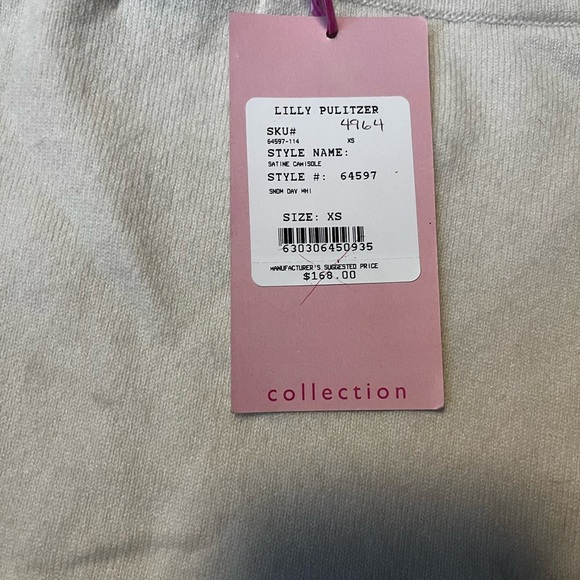 LILLY PULITZER
4964
SKU#
64597-114 XS
STYLE NAME:
SATINE CAMISOLE
STYLE #: 64597
SNOW DAY WHI
SIZE: XS
630306450935
MANUFACTURER'S SUGGESTED PRICE
$168.00
collection